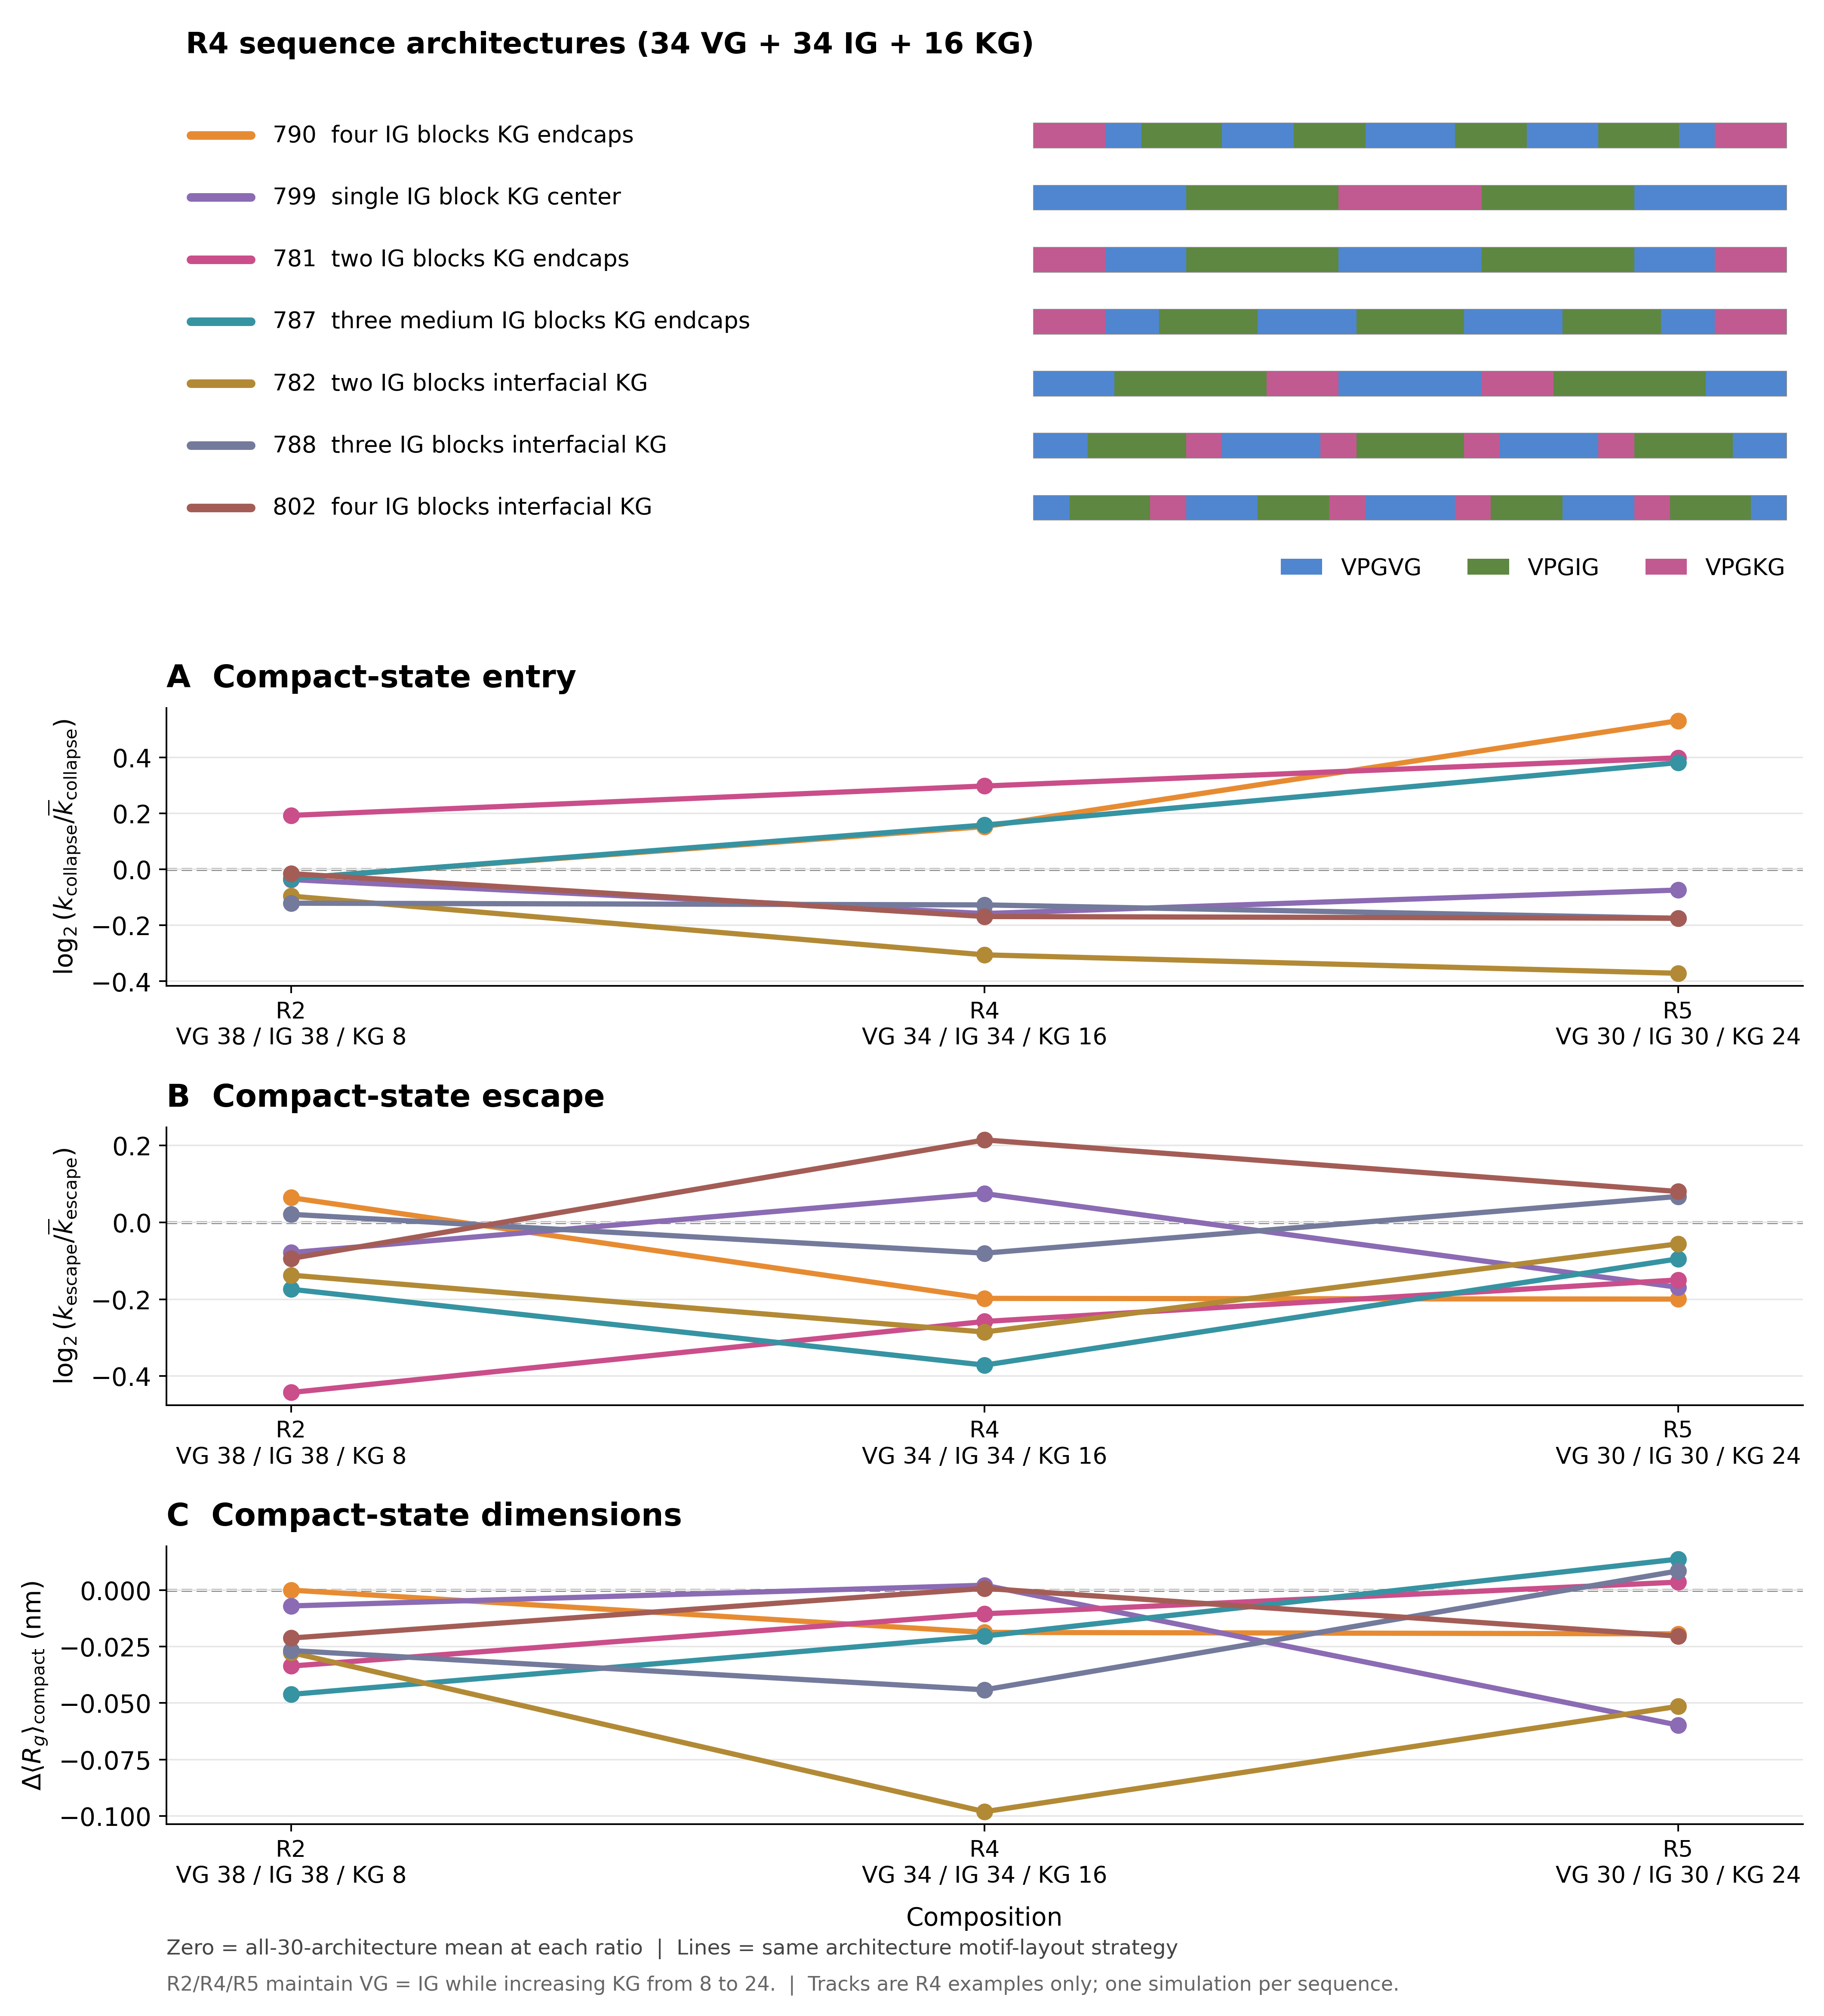 R4 sequence architectures (34 VG + 34 IG + 16 KG)
790 four IG blocks KG endcaps
799 single IG block KG center
781 two IG blocks KG endcaps
787 three medium IG blocks KG endcaps
782 two IG blocks interfacial KG
788 three IG blocks interfacial KG
802 four IG blocks interfacial KG
VPGVG VPGIG VPGKG
A Compact-state entry
log₂ (k_collapse/k̅_collapse)
0.4
0.2
0.0
−0.2
−0.4
R2 R4 R5
VG 38 / IG 38 / KG 8 VG 34 / IG 34 / KG 16 VG 30 / IG 30 / KG 24
B Compact-state escape
log₂ (k_escape/k̅_escape)
0.2
0.0
−0.2
−0.4
R2 R4 R5
VG 38 / IG 38 / KG 8 VG 34 / IG 34 / KG 16 VG 30 / IG 30 / KG 24
C Compact-state dimensions
Δ⟨R_g⟩_compact (nm)
0.000
−0.025
−0.050
−0.075
−0.100
R2 R4 R5
VG 38 / IG 38 / KG 8 VG 34 / IG 34 / KG 16 VG 30 / IG 30 / KG 24
Composition
Zero = all-30-architecture mean at each ratio | Lines = same architecture motif-layout strategy
R2/R4/R5 maintain VG = IG while increasing KG from 8 to 24. | Tracks are R4 examples only; one simulation per sequence.